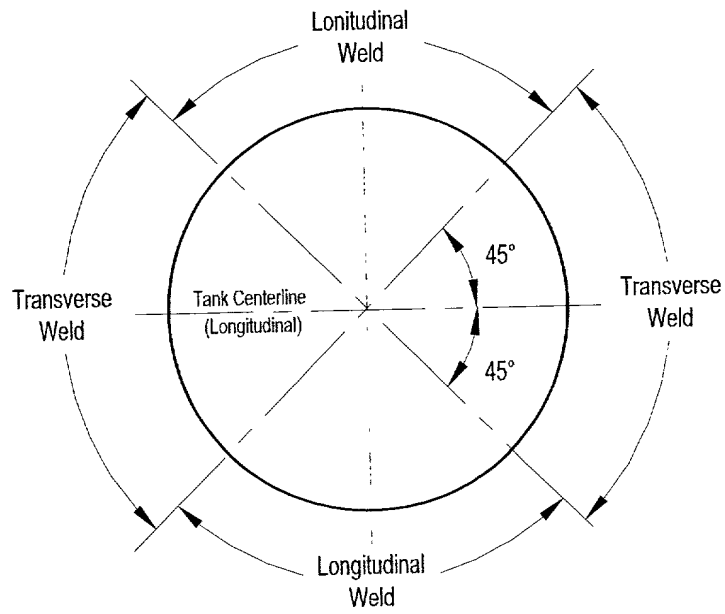 Lonitudinal
Weld
45°
Transverse
Weld
Tank Centerline
(Longitudinal)
Transverse
Weld
45°
Longitudinal
Weld